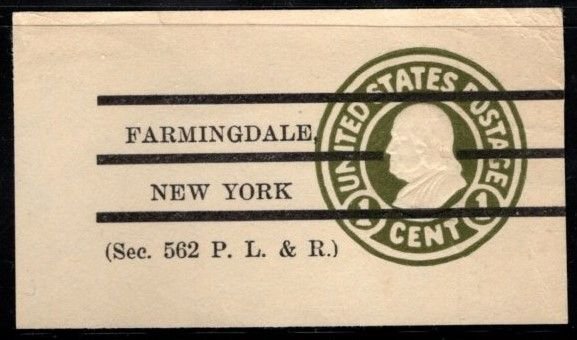 FARMINGDALE,
NEW YORK
(Sec. 562 P. L. & R.)
UNITED STATES POSTAGE
1 CENT 1